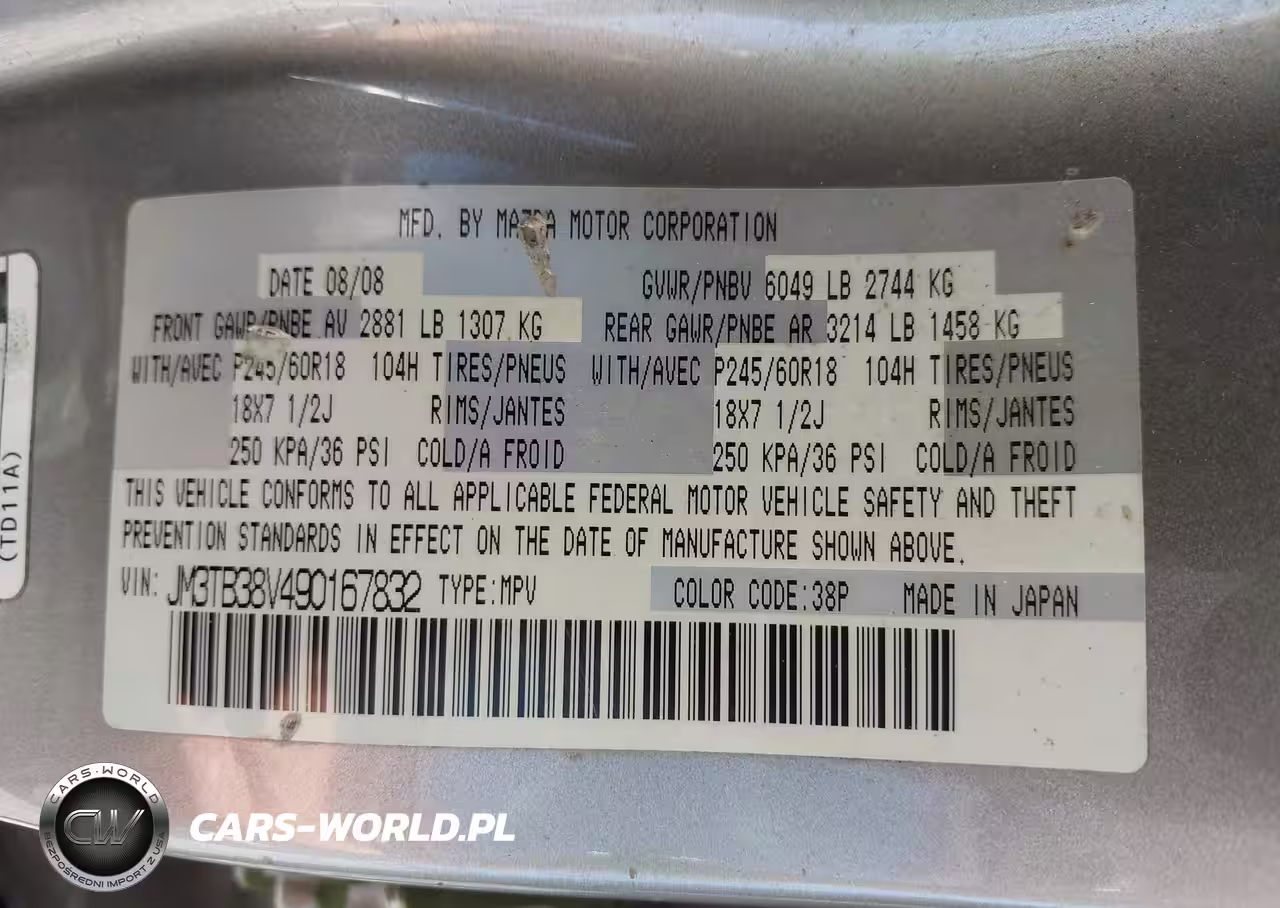 MFD. BY MAZDA MOTOR CORPORATION
DATE 08/08 GVWR/PNBV 6049 LB 2744 KG
FRONT GAWR/PNBE AV 2881 LB 1307 KG REAR GAWR/PNBE AR 3214 LB 1458 KG
WITH/AVEC P245/60R18 104H TIRES/PNEUS WITH/AVEC P245/60R18 104H TIRES/PNEUS
18X7 1/2J RIMS/JANTES 18X7 1/2J RIMS/JANTES
250 KPA/36 PSI COLD/A FROID 250 KPA/36 PSI COLD/A FROID
THIS VEHICLE CONFORMS TO ALL APPLICABLE FEDERAL MOTOR VEHICLE SAFETY AND THEFT
PREVENTION STANDARDS IN EFFECT ON THE DATE OF MANUFACTURE SHOWN ABOVE.
VIN: JM3TB38V490167832 TYPE:MPV COLOR CODE:38P MADE IN JAPAN
(TD11A)
CARS-WORLD
CW
BEZPOŚREDNI IMPORT Z USA
CARS-WORLD.PL